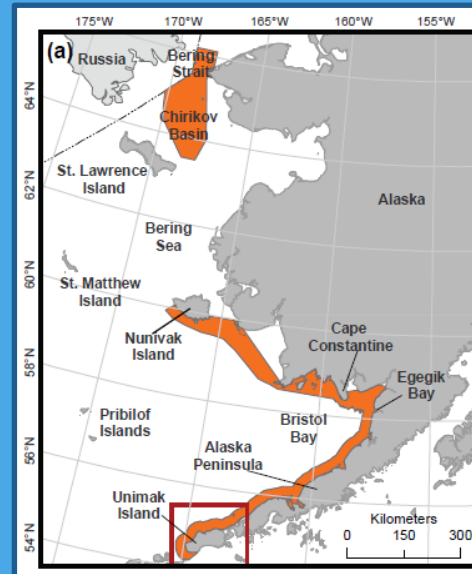 175°W
170°W
165°W
160°W
155°W
(a)
Russia
Bering
Strait
64°N
Chirikov
Basin
St. Lawrence
Island
62°N
Alaska
Bering
Sea
60°N
St. Matthew
Island
Nunivak
Island
Cape
Constantine
58°N
Egegik
Bay
Pribilof
Islands
Bristol
Bay
56°N
Alaska
Peninsula
Unimak
Island
Kilometers
54°N
0 150 300